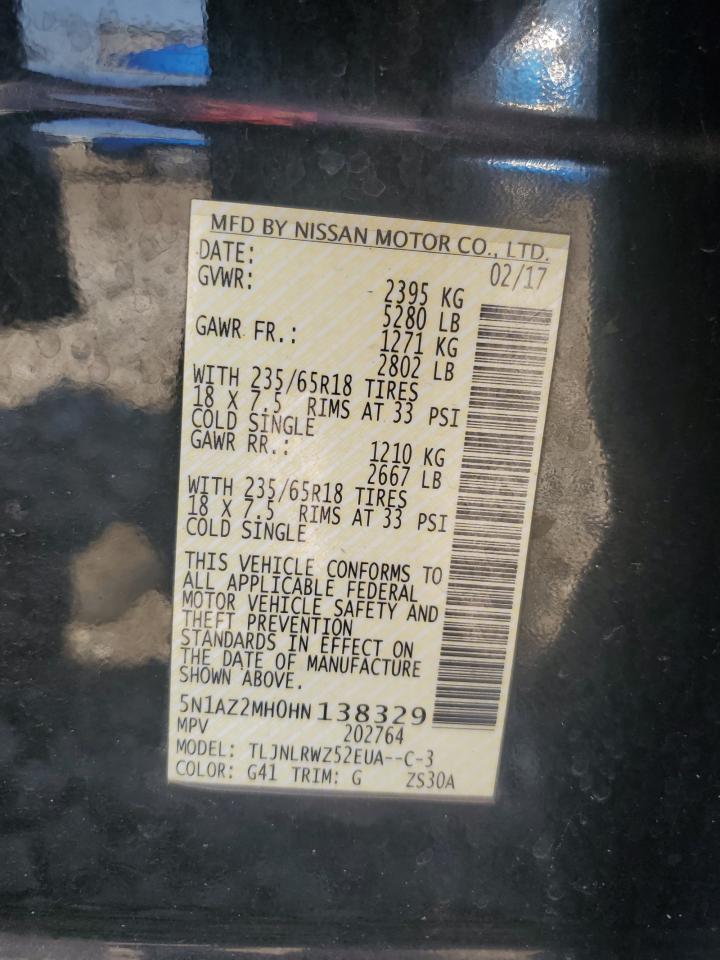 MFD BY NISSAN MOTOR CO., LTD.
DATE: 02/17
GVWR: 2395 KG
5280 LB
GAWR FR.: 1271 KG
2802 LB
WITH 235/65R18 TIRES
18 X 7.5 RIMS AT 33 PSI
COLD SINGLE
GAWR RR.: 1210 KG
2667 LB
WITH 235/65R18 TIRES
18 X 7.5 RIMS AT 33 PSI
COLD SINGLE
THIS VEHICLE CONFORMS TO
ALL APPLICABLE FEDERAL
MOTOR VEHICLE SAFETY AND
THEFT PREVENTION
STANDARDS IN EFFECT ON
THE DATE OF MANUFACTURE
SHOWN ABOVE.
5N1AZ2MH0HN138329
MPV 202764
MODEL: TLJNLRWZ52EUA--C-3
COLOR: G41 TRIM: G ZS30A